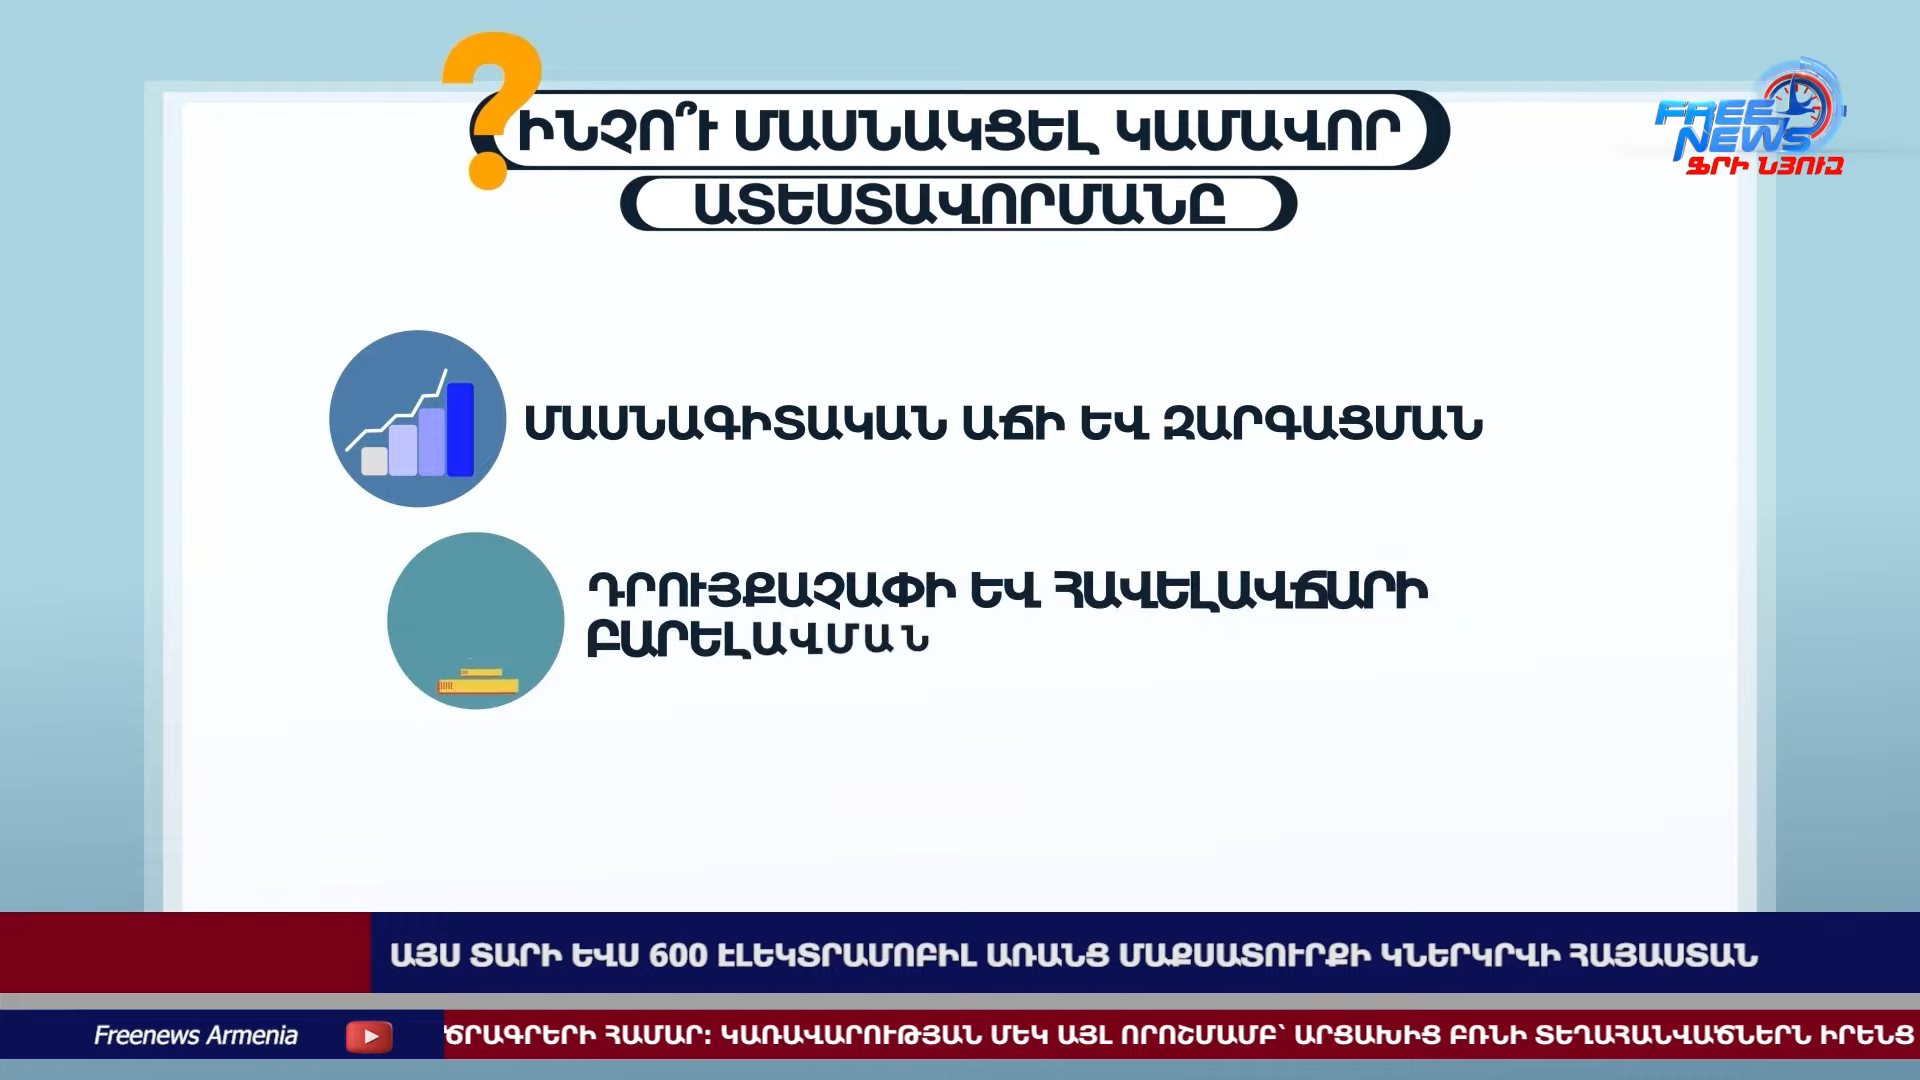 ?
ԻՆՉՈ՞Ւ ՄԱՍՆԱԿՑԵԼ ԿԱՄԱՎՈՐ
ԱՏԵՍՏԱՎՈՐՄԱՆԸ
FREE
NEWS
ՖՐԻ ՆՅՈՒԶ
ՄԱՍՆԱԳԻՏԱԿԱՆ ԱՃԻ ԵՎ ԶԱՐԳԱՑՄԱՆ
ԴՐՈՒՅՔԱՉԱՓԻ ԵՎ ՀԱՎԵԼԱՎՃԱՐԻ
ԲԱՐԵԼԱՎՄԱՆ
ԱՅՍ ՏԱՐԻ ԵՎՍ 600 ԷԼԵԿՏՐԱՄՈԲԻԼ ԱՌԱՆՑ ՄԱՔՍԱՏՈՒՐՔԻ ԿՆԵՐԿՐՎԻ ՀԱՅԱՍՏԱՆ
Freenews Armenia
ԾՐԱԳՐԵՐԻ ՀԱՄԱՐ: ԿԱՌԱՎԱՐՈՒԹՅԱՆ ՄԵԿ ԱՅԼ ՈՐՈՇՄԱՄԲ՝ ԱՐՑԱԽԻՑ ԲՌՆԻ ՏԵՂԱՀԱՆՎԱԾՆԵՐՆ ԻՐԵՆՑ